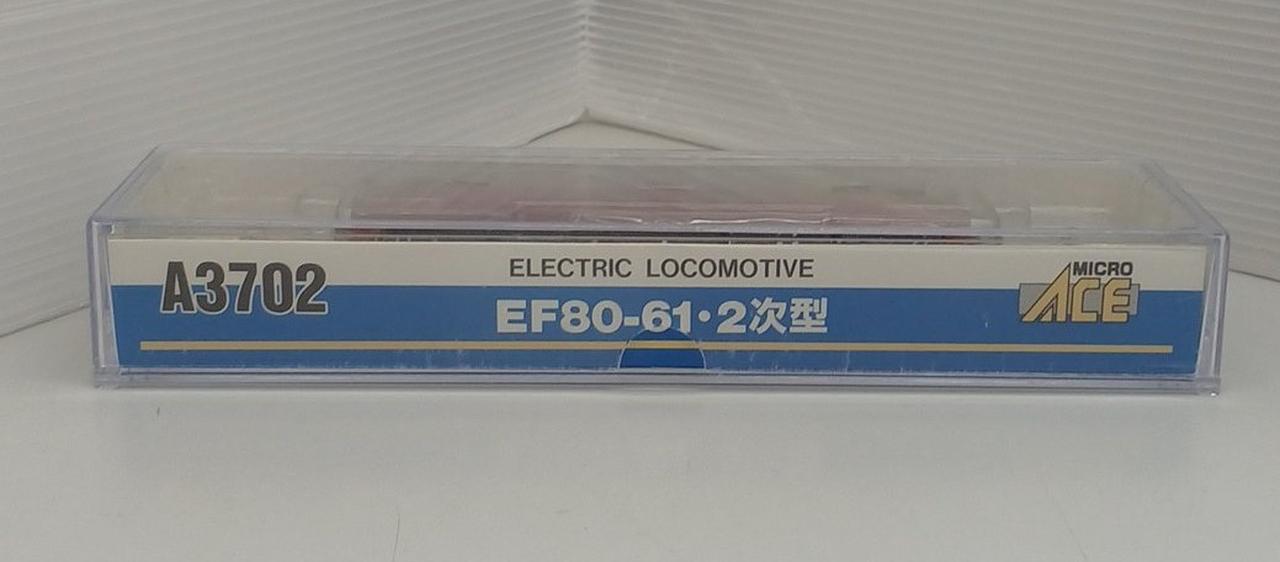 A3702
ELECTRIC LOCOMOTIVE
EF80-61・2次型
MICRO
ACE